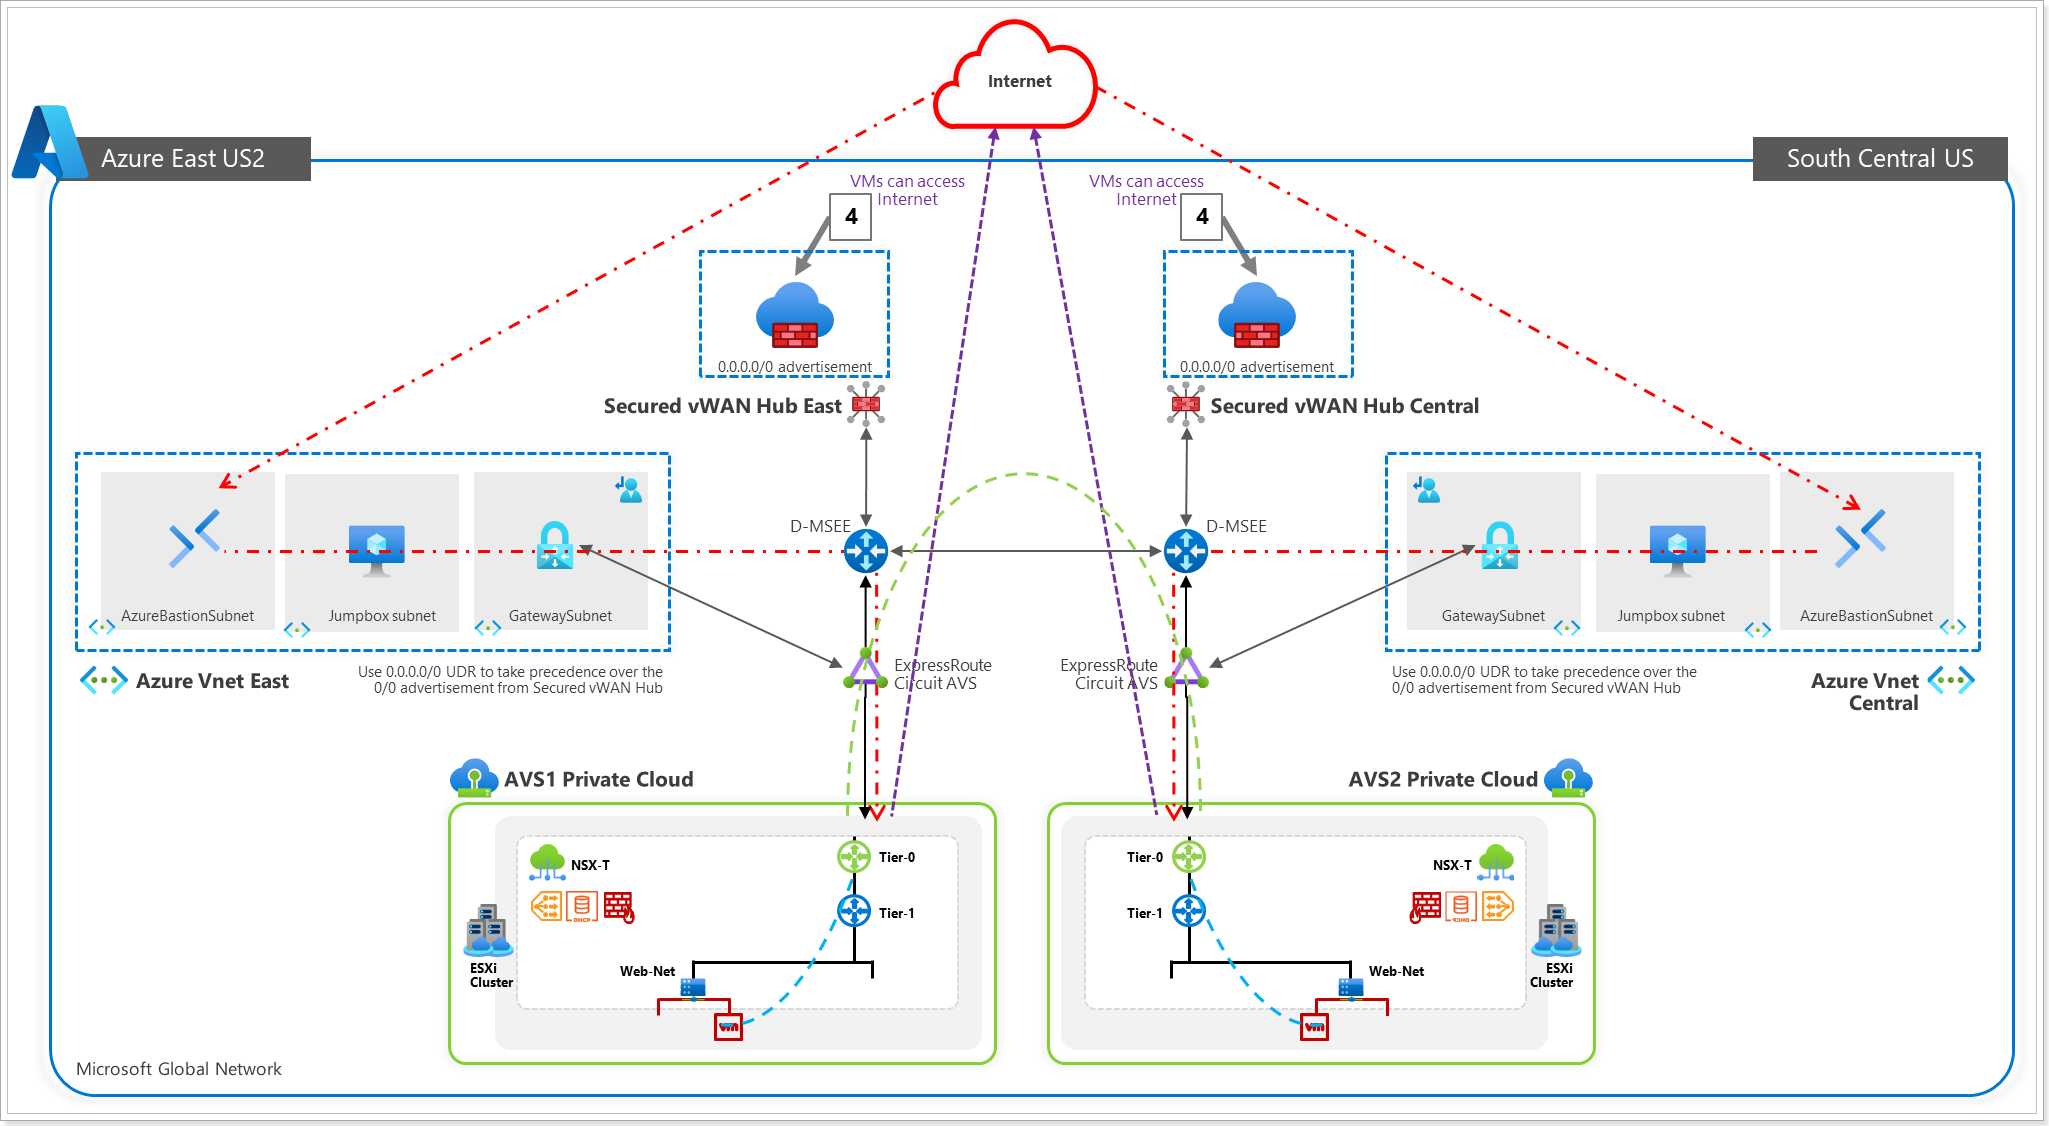 Internet
Azure East US2
South Central US
VMs can access
Internet
VMs can access
Internet
4
4
0.0.0.0/0 advertisement
0.0.0.0/0 advertisement
Secured vWAN Hub East
Secured vWAN Hub Central
D-MSEE
D-MSEE
AzureBastionSubnet
Jumpbox subnet
GatewaySubnet
GatewaySubnet
Jumpbox subnet
AzureBastionSubnet
Azure Vnet East
Use 0.0.0.0/0 UDR to take precedence over the
0/0 advertisement from Secured vWAN Hub
ExpressRoute
Circuit AVS
ExpressRoute
Circuit AVS
Use 0.0.0.0/0 UDR to take precedence over the
0/0 advertisement from Secured vWAN Hub
Azure Vnet
Central
AVS1 Private Cloud
AVS2 Private Cloud
NSX-T
Tier-0
Tier-0
NSX-T
DHCP
Tier-1
Tier-1
DHCP
ESXi
Cluster
Web-Net
Web-Net
ESXi
Cluster
vm
vm
Microsoft Global Network